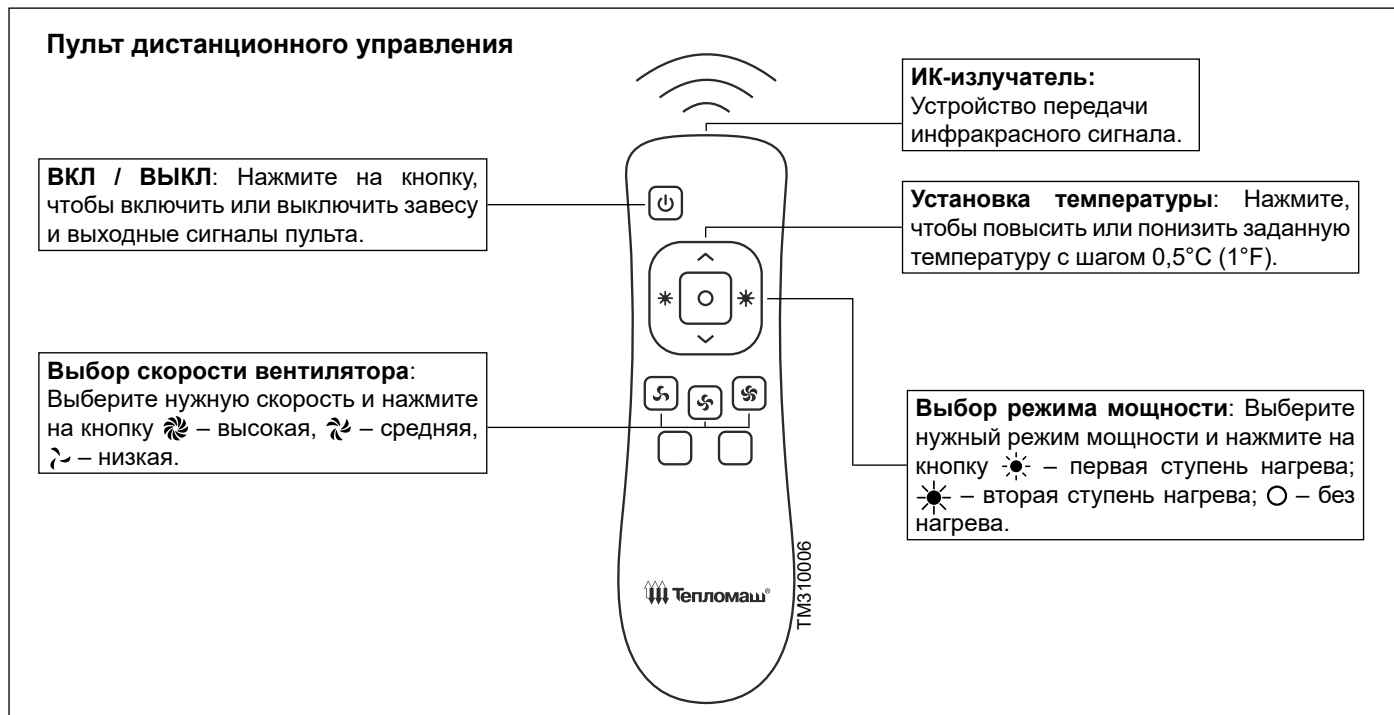 Пульт дистанционного управления
ИК-излучатель:
Устройство передачи
инфракрасного сигнала.
ВКЛ / ВЫКЛ: Нажмите на кнопку,
чтобы включить или выключить завесу
и выходные сигналы пульта.
Установка температуры: Нажмите,
чтобы повысить или понизить заданную
температуру с шагом 0,5°C (1°F).
Выбор скорости вентилятора:
Выберите нужную скорость и нажмите
на кнопку – высокая, – средняя,
– низкая.
Выбор режима мощности: Выберите
нужный режим мощности и нажмите на
кнопку – первая ступень нагрева;
– вторая ступень нагрева; – без
нагрева.
Тепломаш®
TM310006